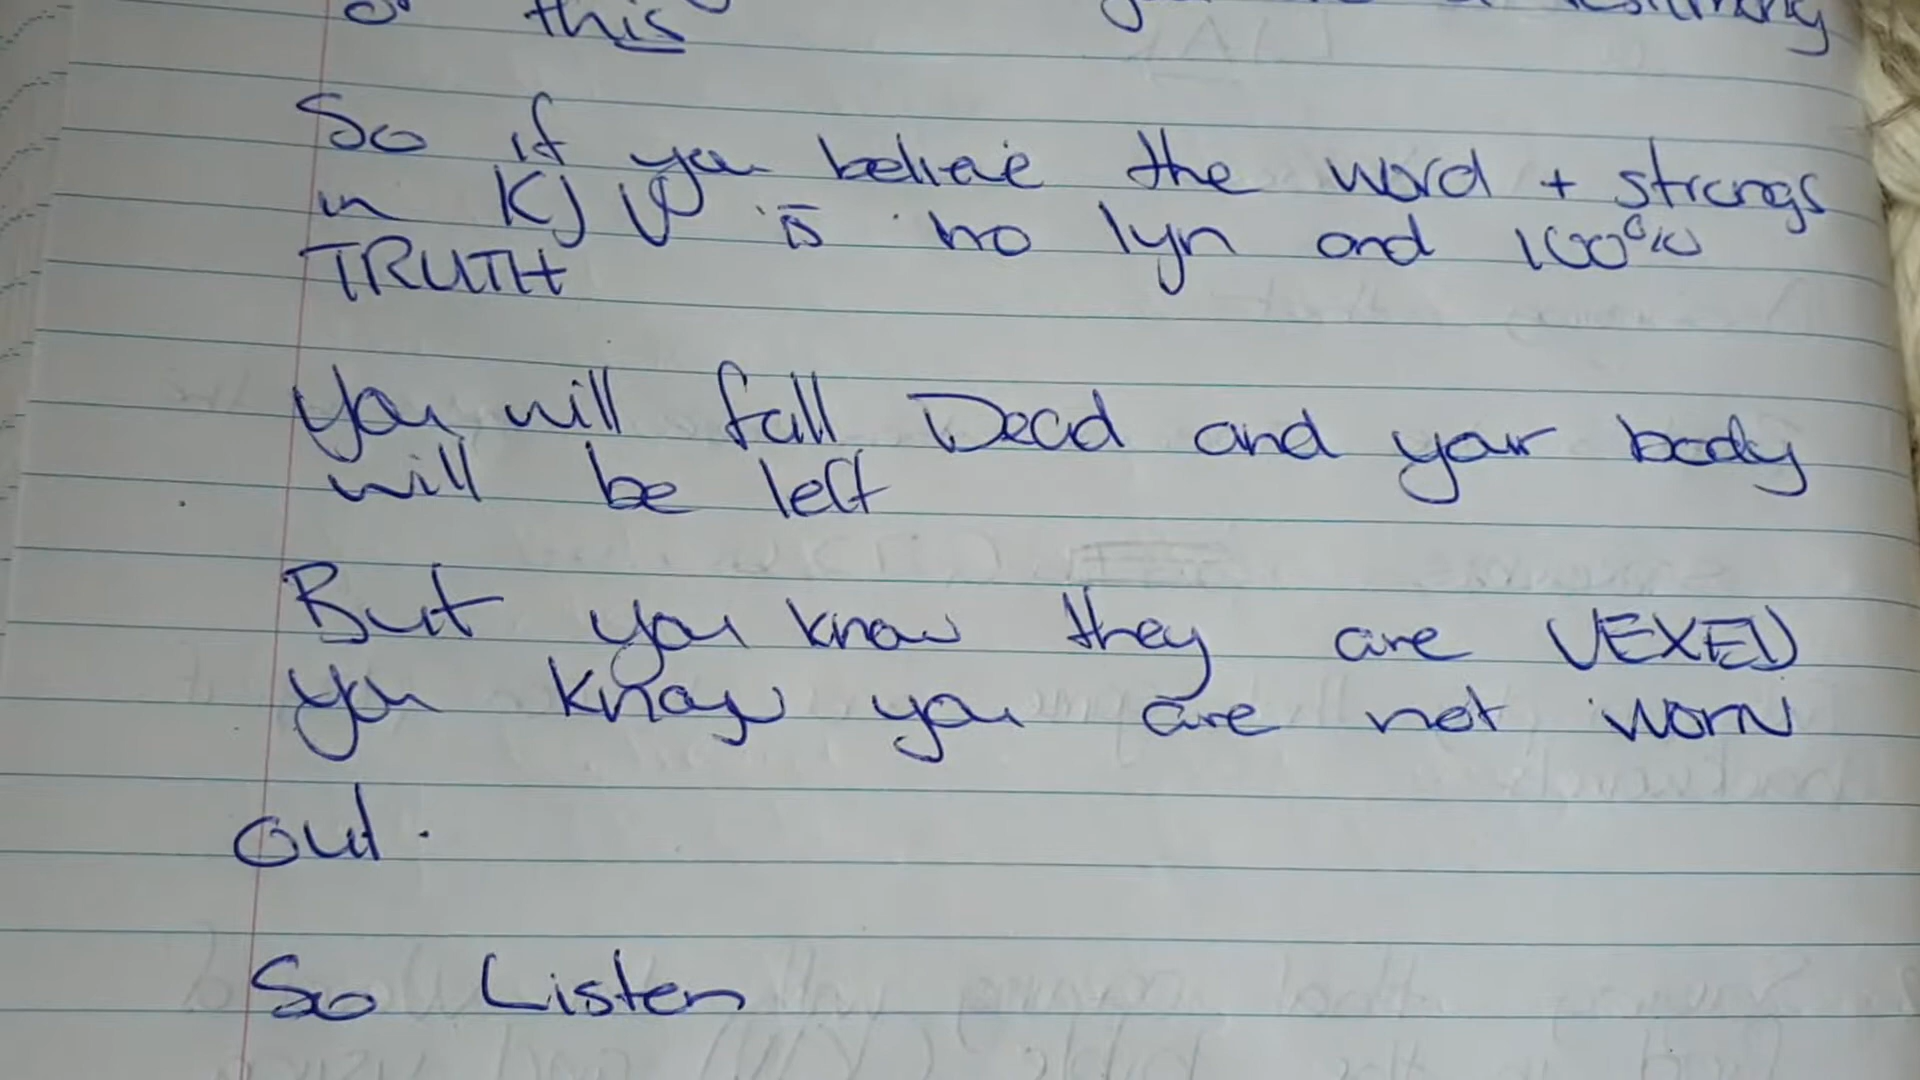 this testimony
So if you believe the word + strongs
in KJV is no lyn and 100%
TRUTH
You will fall Dead and your body
will be left
But you know they are VEXED
you know you are not worn
out.
So Listen